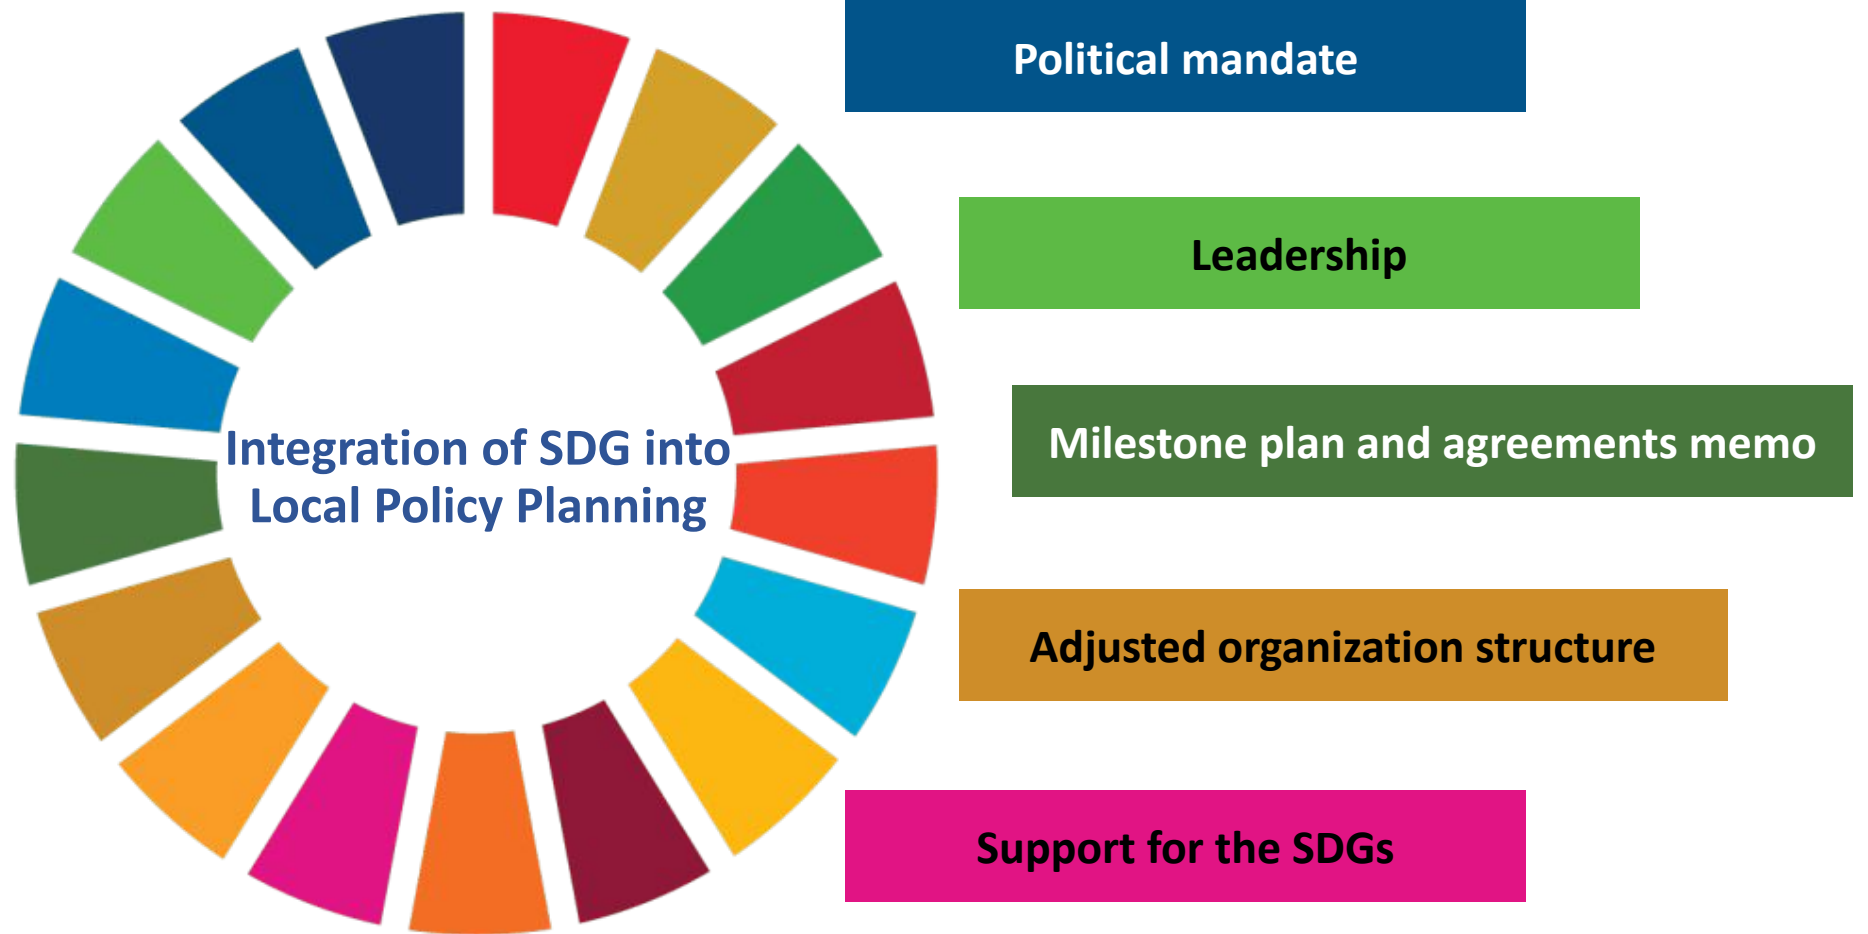 Integration of SDG into
Local Policy Planning
Political mandate
Leadership
Milestone plan and agreements memo
Adjusted organization structure
Support for the SDGs